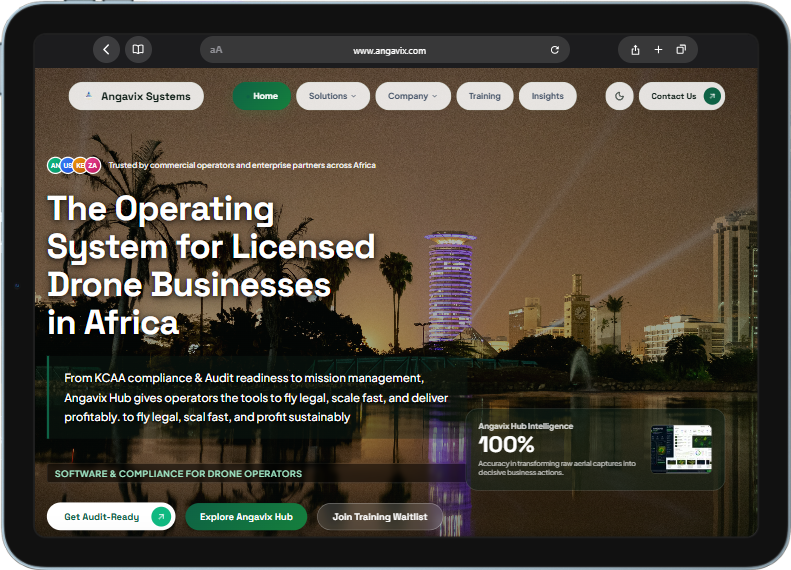 aA
www.angavix.com
Angavix Systems
Home
Solutions
Company
Training
Insights
Contact Us
AN US KE ZA
Trusted by commercial operators and enterprise partners across Africa
The Operating
System for Licensed
Drone Businesses
in Africa
From KCAA compliance & Audit readiness to mission management,
Angavix Hub gives operators the tools to fly legal, scale fast, and deliver
profitably. to fly legal, scal fast, and profit sustainably
Angavix Hub Intelligence
100%
Accuracy in transforming raw aerial captures into
decisive business actions.
SOFTWARE & COMPLIANCE FOR DRONE OPERATORS
Get Audit-Ready
Explore Angavix Hub
Join Training Waitlist